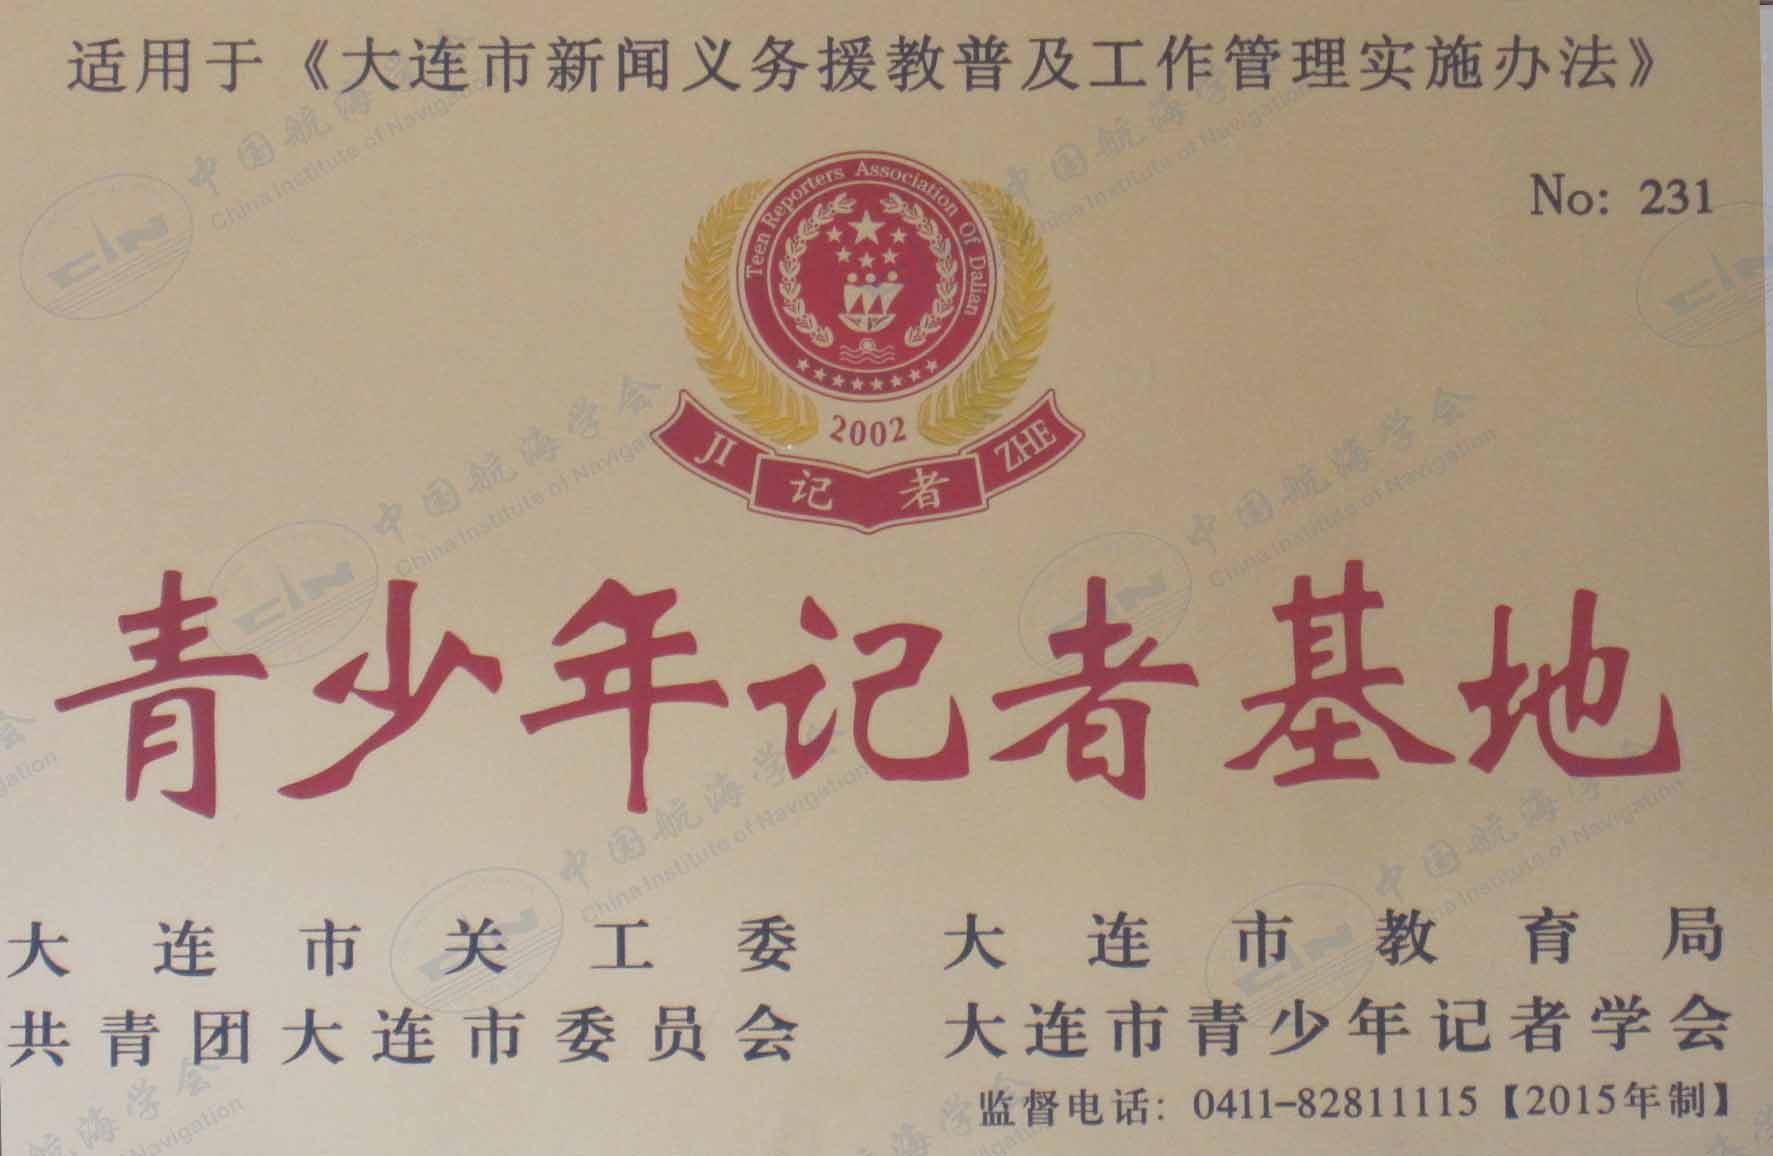 适用于《大连市新闻义务援教普及工作管理实施办法》
No: 231
Teen Reporters Association Of Dalian
2002
JI 记者 ZHE
青少年记者基地
大连市关工委 大连市教育局
共青团大连市委员会 大连市青少年记者学会
监督电话: 0411-82811115【2015年制】
中国航海学会
China Institute of Navigation
CIN